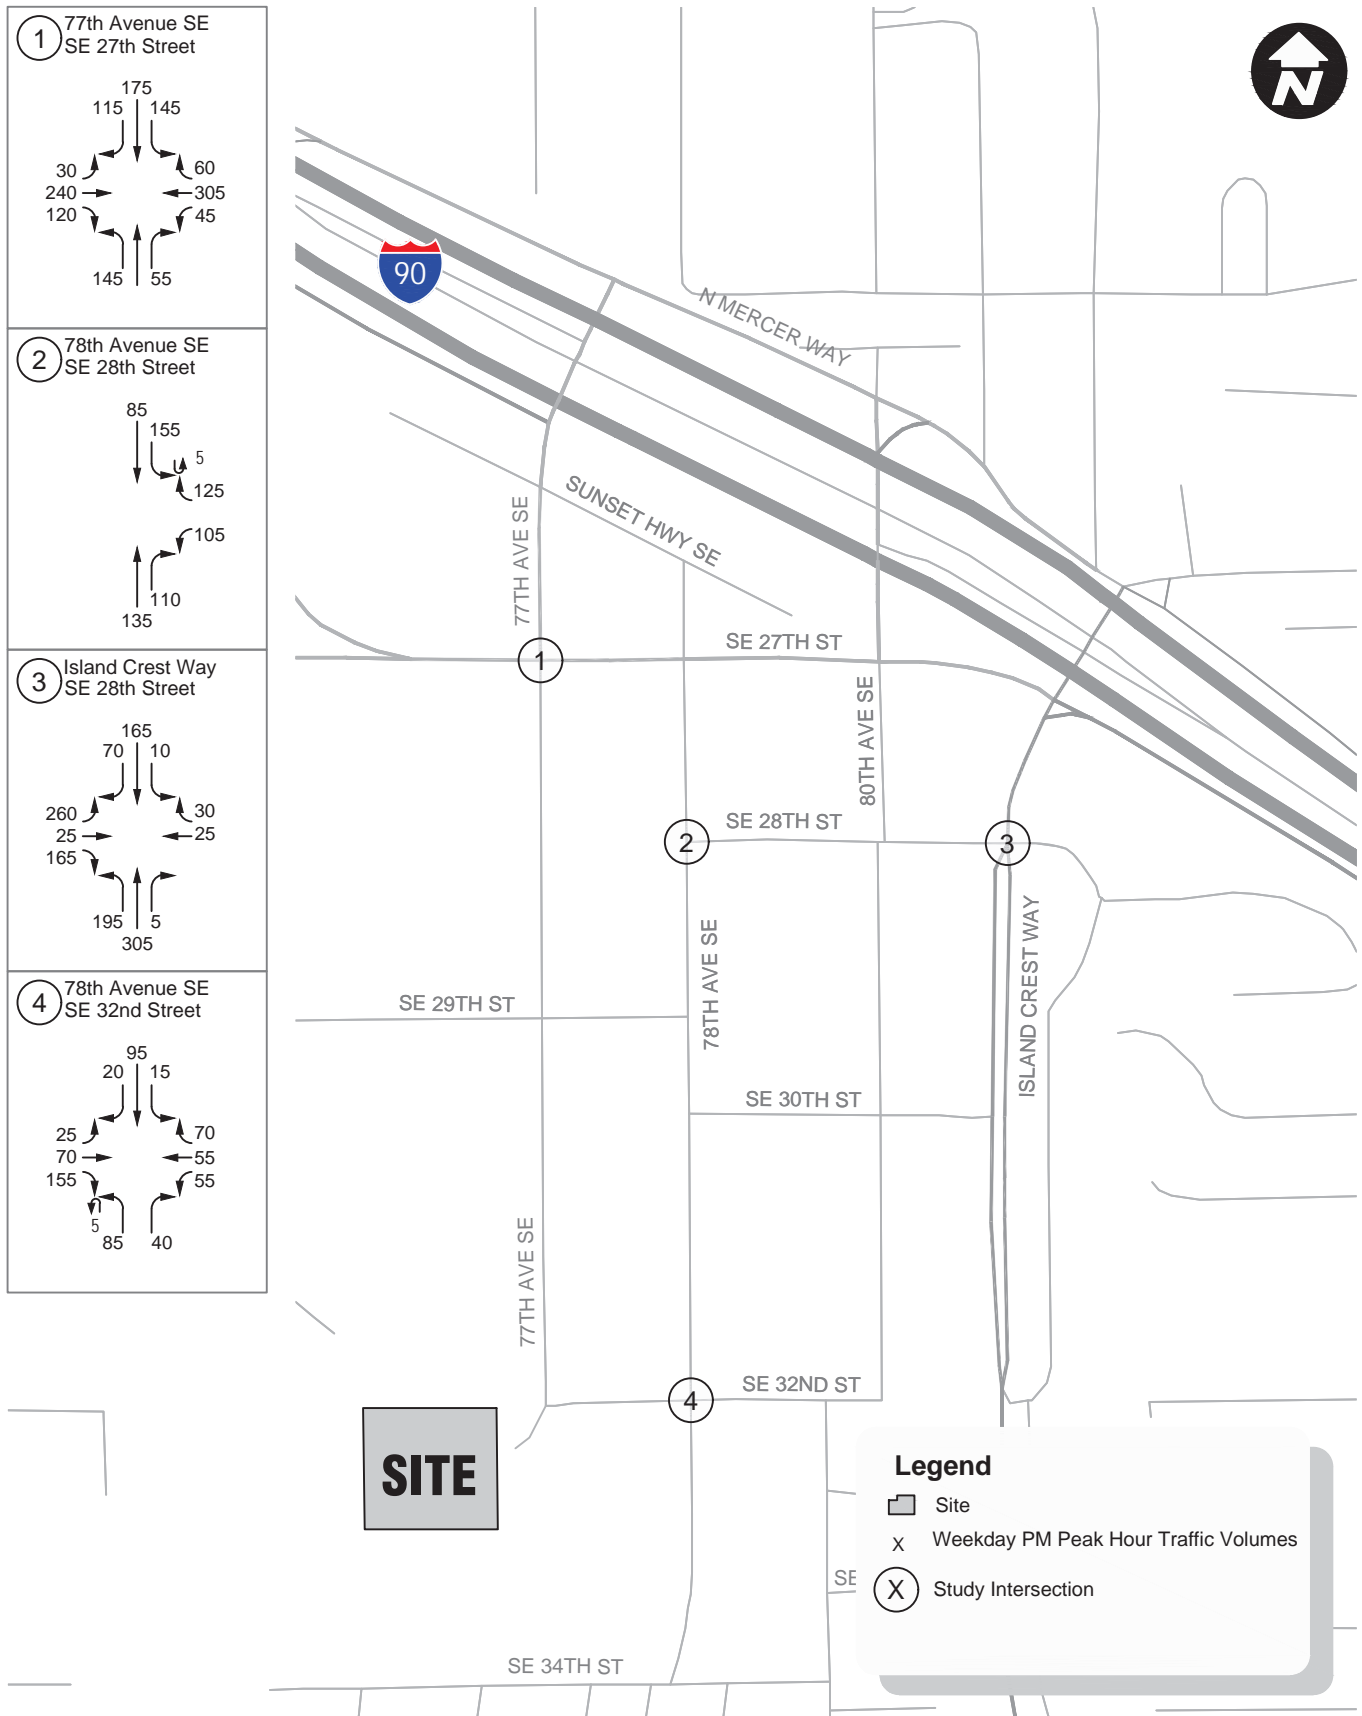 1
77th Avenue SE
SE 27th Street
175
115 145
30 60
240 305
120 45
145 55
2
78th Avenue SE
SE 28th Street
85
155
5
125
105
110
135
3
Island Crest Way
SE 28th Street
165
70 10
260 30
25 25
165
195 5
305
4
78th Avenue SE
SE 32nd Street
95
20 15
25 70
70 55
155 55
5
85 40
N
90
N MERCER WAY
SUNSET HWY SE
77TH AVE SE
1
SE 27TH ST
80TH AVE SE
2
SE 28TH ST
3
78TH AVE SE
ISLAND CREST WAY
SE 29TH ST
SE 30TH ST
77TH AVE SE
4
SE 32ND ST
SITE
SE
SE 34TH ST
Legend
Site
X Weekday PM Peak Hour Traffic Volumes
X Study Intersection